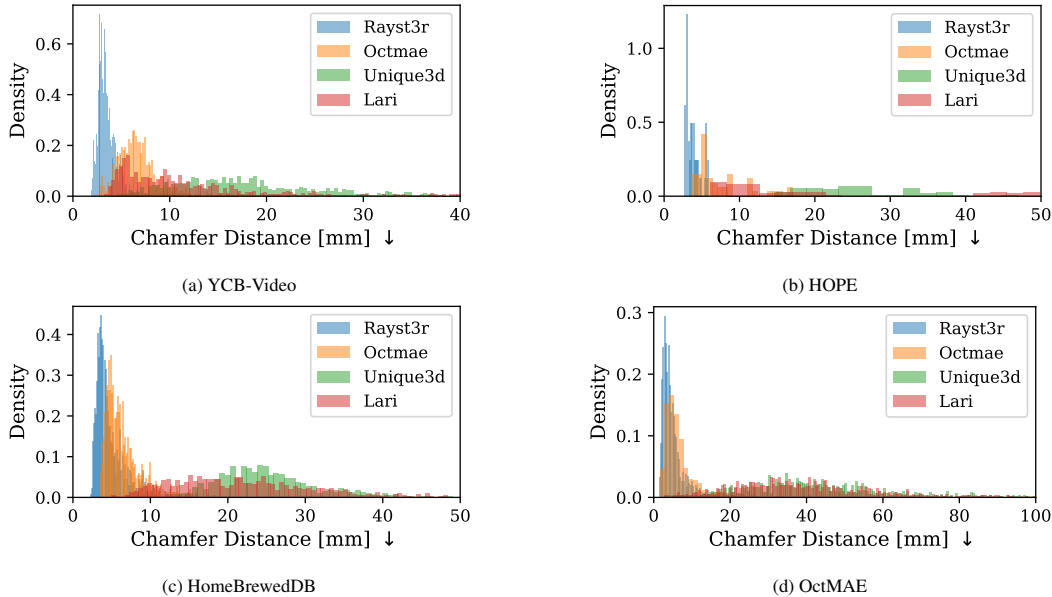 Rayst3r
Octmae
Unique3d
Lari
Density
0.6
0.4
0.2
0.0
0 10 20 30 40
Chamfer Distance [mm] ↓
(a) YCB-Video
Rayst3r
Octmae
Unique3d
Lari
Density
1.0
0.5
0.0
0 10 20 30 40 50
Chamfer Distance [mm] ↓
(b) HOPE
Rayst3r
Octmae
Unique3d
Lari
Density
0.4
0.3
0.2
0.1
0.0
0 10 20 30 40 50
Chamfer Distance [mm] ↓
(c) HomeBrewedDB
Rayst3r
Octmae
Unique3d
Lari
Density
0.3
0.2
0.1
0.0
0 20 40 60 80 100
Chamfer Distance [mm] ↓
(d) OctMAE